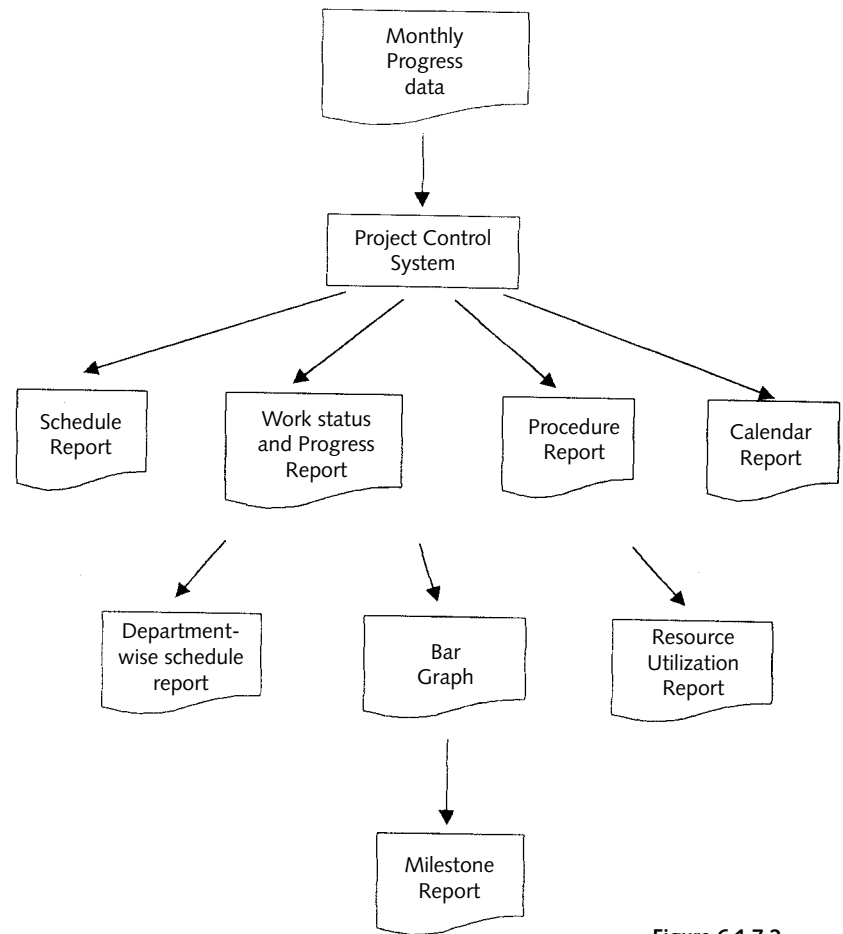 Monthly
Progress
data
Project Control
System
Schedule
Report
Work status
and Progress
Report
Procedure
Report
Calendar
Report
Department-
wise schedule
report
Bar
Graph
Resource
Utilization
Report
Milestone
Report
Figure 6.1.7.2